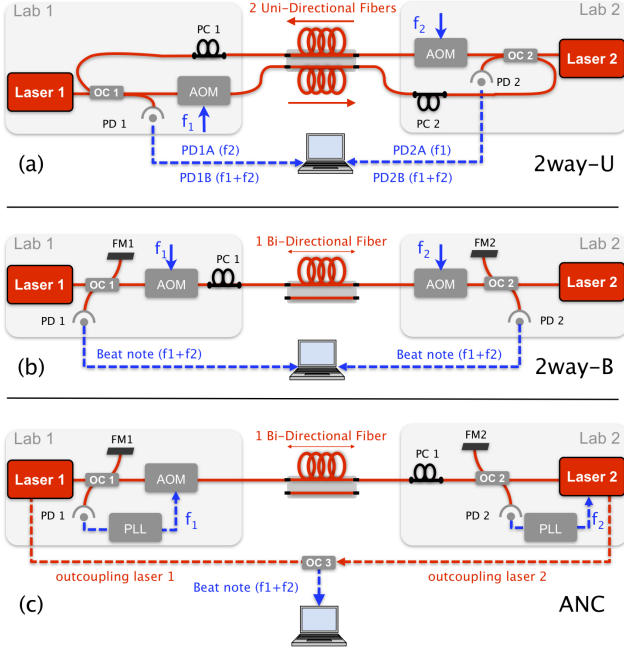 Lab 1
2 Uni-Directional Fibers
Lab 2
PC 1
f2
AOM
OC 2
Laser 2
Laser 1
OC 1
AOM
PD 2
PD 1
f1
PC 2
PD1A (f2)
PD2A (f1)
(a)
PD1B (f1+f2)
PD2B (f1+f2)
2way-U
Lab 1
Lab 2
FM1
f1
PC 1
1 Bi-Directional Fiber
f2
FM2
Laser 1
OC 1
AOM
AOM
OC 2
Laser 2
PD 1
PD 2
Beat note (f1+f2)
Beat note (f1+f2)
(b)
2way-B
Lab 1
Lab 2
FM1
1 Bi-Directional Fiber
PC 1
FM2
Laser 1
OC 1
AOM
OC 2
Laser 2
PD 1
PLL
f1
PD 2
PLL
f2
OC 3
outcoupling laser 1
outcoupling laser 2
Beat note (f1+f2)
(c)
ANC